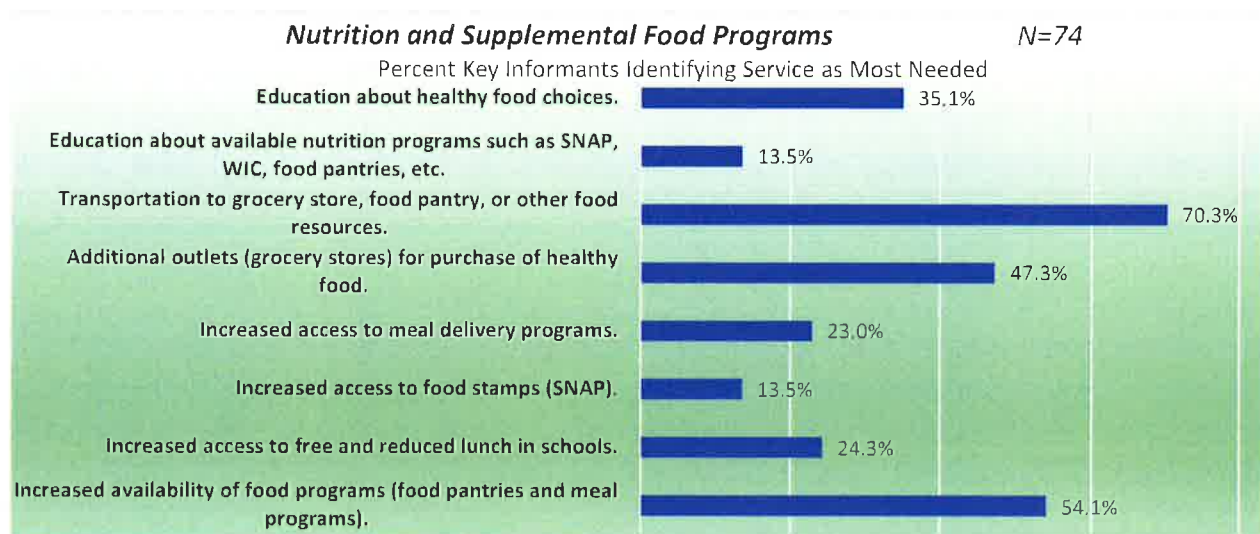 Nutrition and Supplemental Food Programs N=74
Percent Key Informants Identifying Service as Most Needed
Education about healthy food choices. 35.1%
Education about available nutrition programs such as SNAP,
WIC, food pantries, etc. 13.5%
Transportation to grocery store, food pantry, or other food
resources. 70.3%
Additional outlets (grocery stores) for purchase of healthy
food. 47.3%
Increased access to meal delivery programs. 23.0%
Increased access to food stamps (SNAP). 13.5%
Increased access to free and reduced lunch in schools. 24.3%
Increased availability of food programs (food pantries and meal
programs). 54.1%